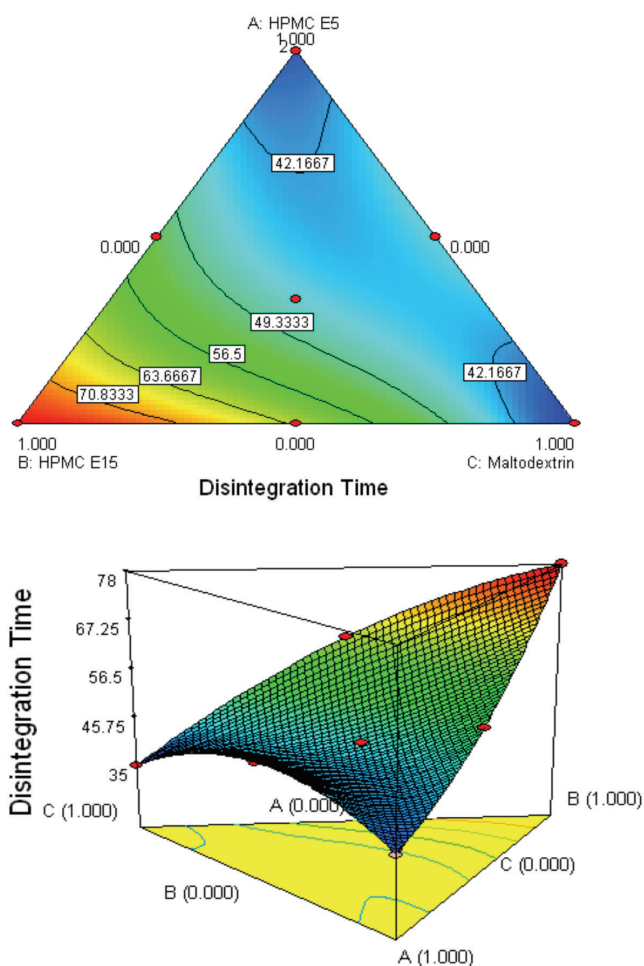 A: HPMC E5
1.000
2
42.1667
0.000
0.000
49.3333
56.5
63.6667
42.1667
70.8333
1.000
0.000
1.000
B: HPMC E15
C: Maltodextrin
Disintegration Time
78
67.25
56.5
45.75
35
Disintegration Time
C (1.000)
A (0.000)
B (1.000)
B (0.000)
C (0.000)
A (1.000)